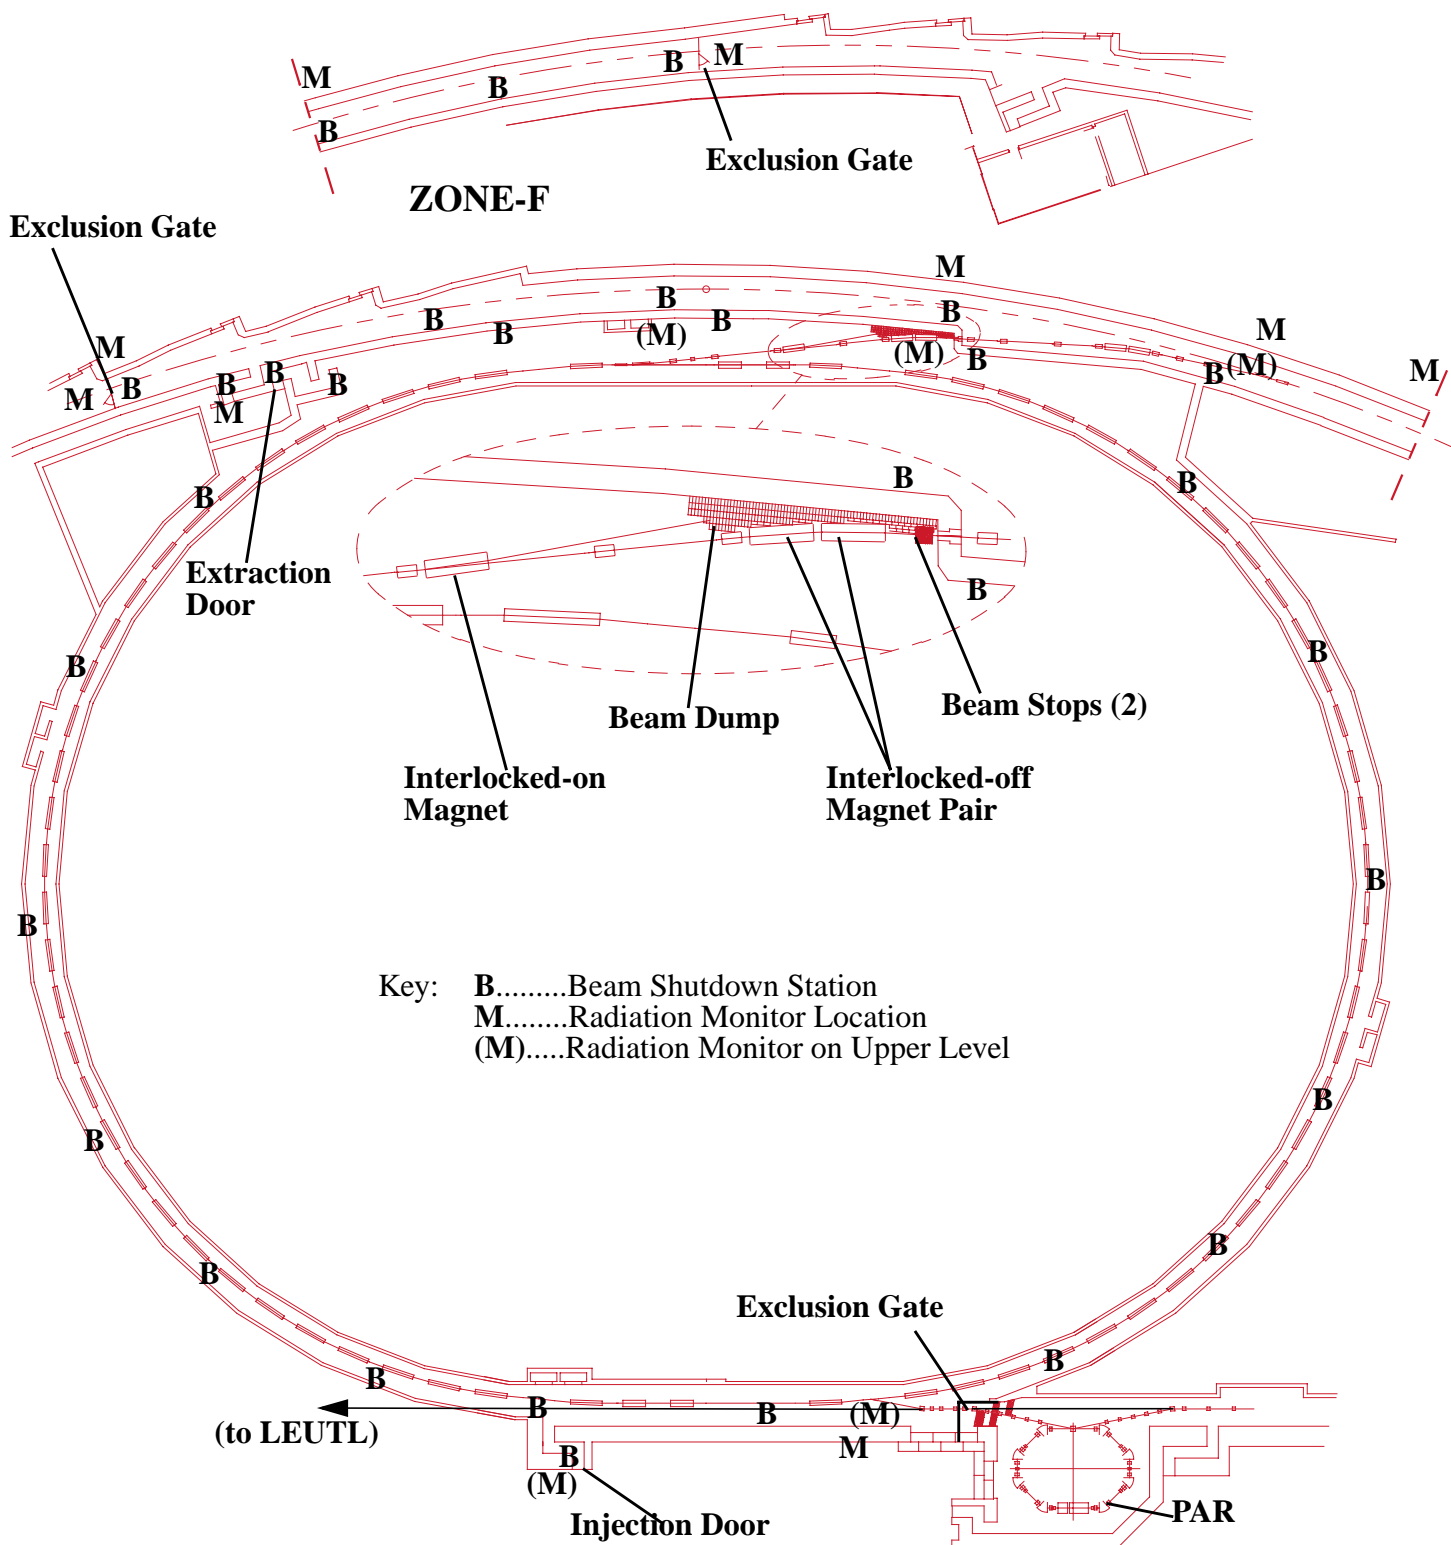 M
M
B
B
B
Exclusion Gate
ZONE-F
Exclusion Gate
M
B
B
M
B
B
B
(M)
(M)
B
(M)
M
M
B
B
B
B
M
M
B
M
B
B
B
B
B
Extraction
Door
B
B
Beam Dump
Beam Stops (2)
Interlocked-on
Magnet
Interlocked-off
Magnet Pair
B
B
Key: B.........Beam Shutdown Station
M........Radiation Monitor Location
(M).....Radiation Monitor on Upper Level
B
B
B
B
Exclusion Gate
B
B
B
B
(M)
(to LEUTL)
M
B
(M)
Injection Door
PAR